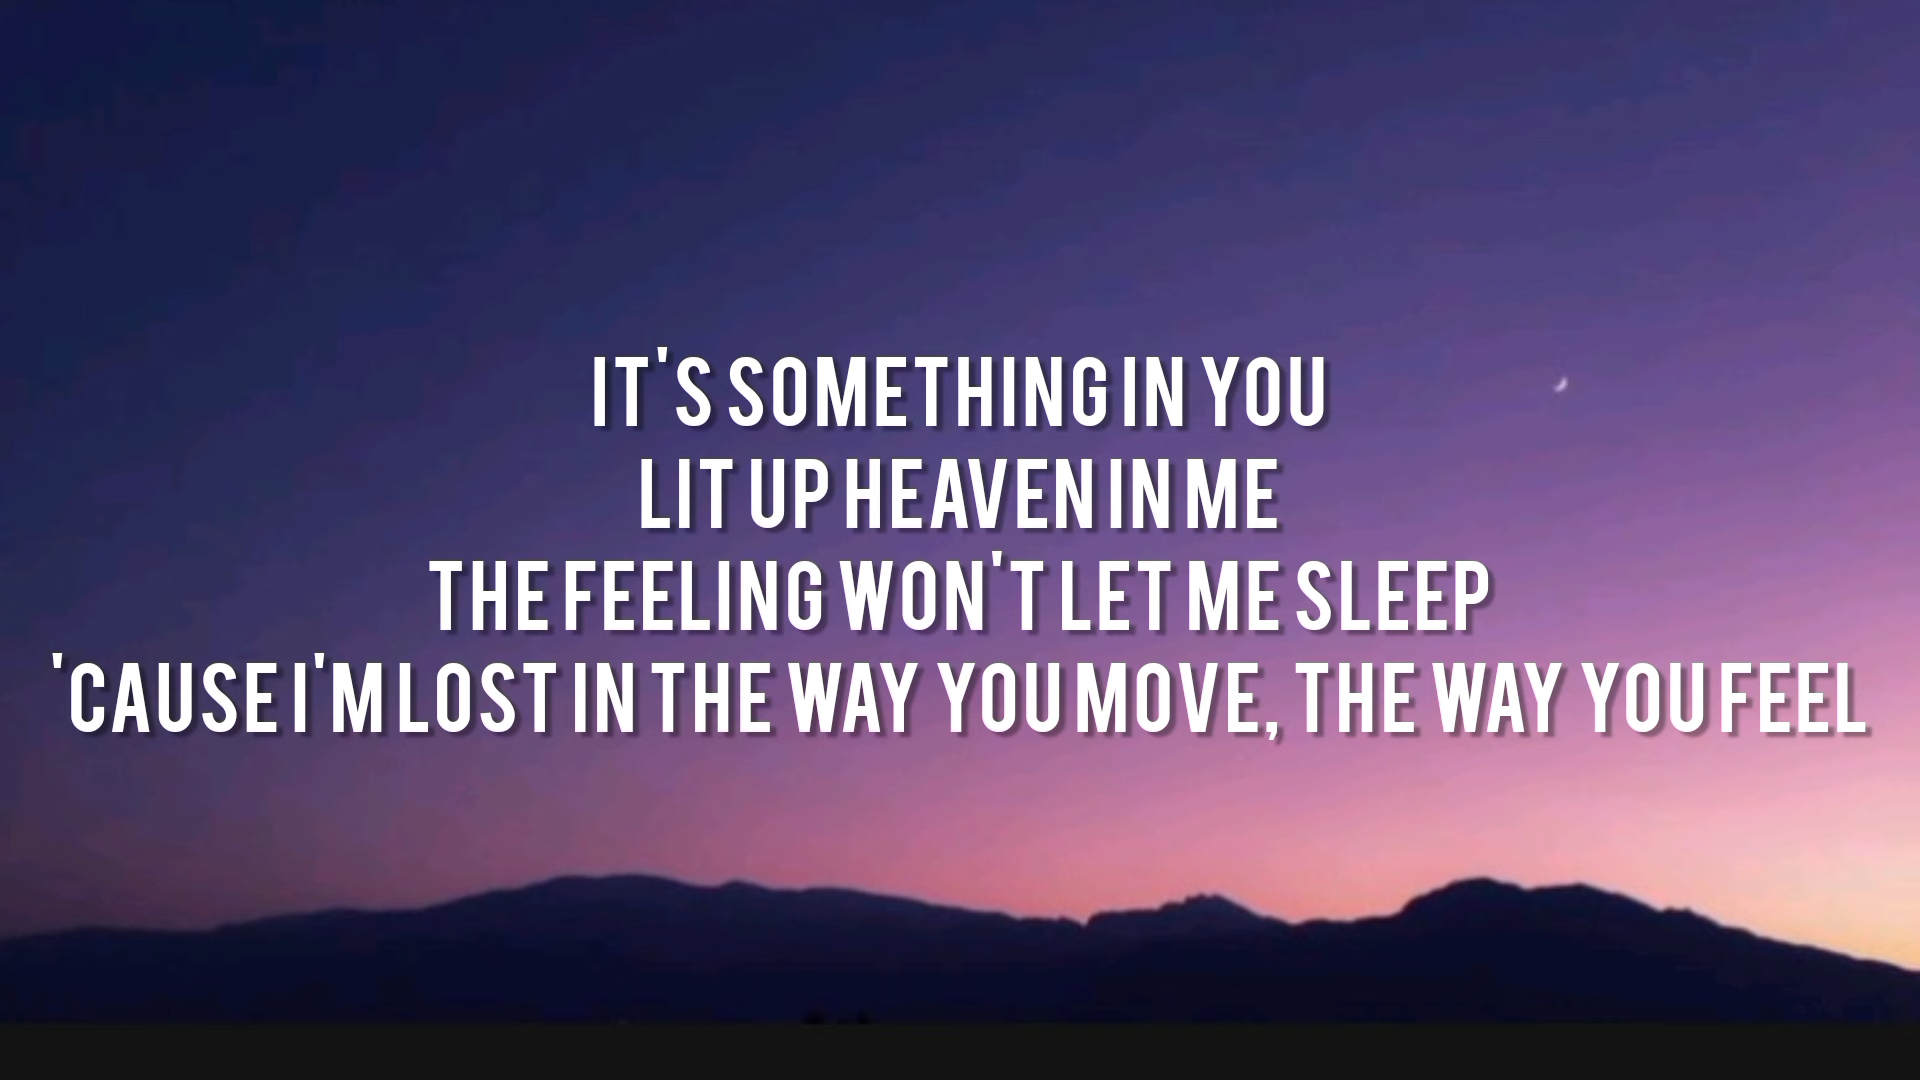 IT'S SOMETHING IN YOU
LIT UP HEAVEN IN ME
THE FEELING WON'T LET ME SLEEP
'CAUSE I'M LOST IN THE WAY YOU MOVE, THE WAY YOU FEEL